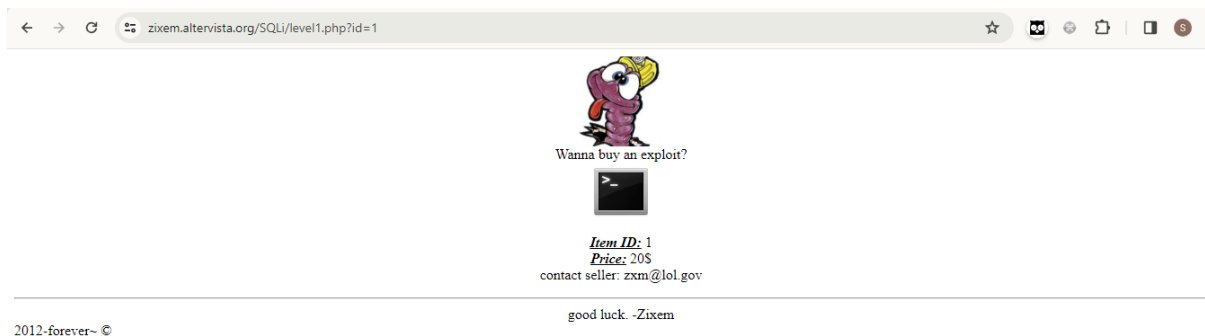 zixem.altervista.org/SQLi/level1.php?id=1
S
Wanna buy an exploit?
>_
Item ID: 1
Price: 20$
contact seller: zxm@lol.gov
good luck. -Zixem
2012-forever~ ©